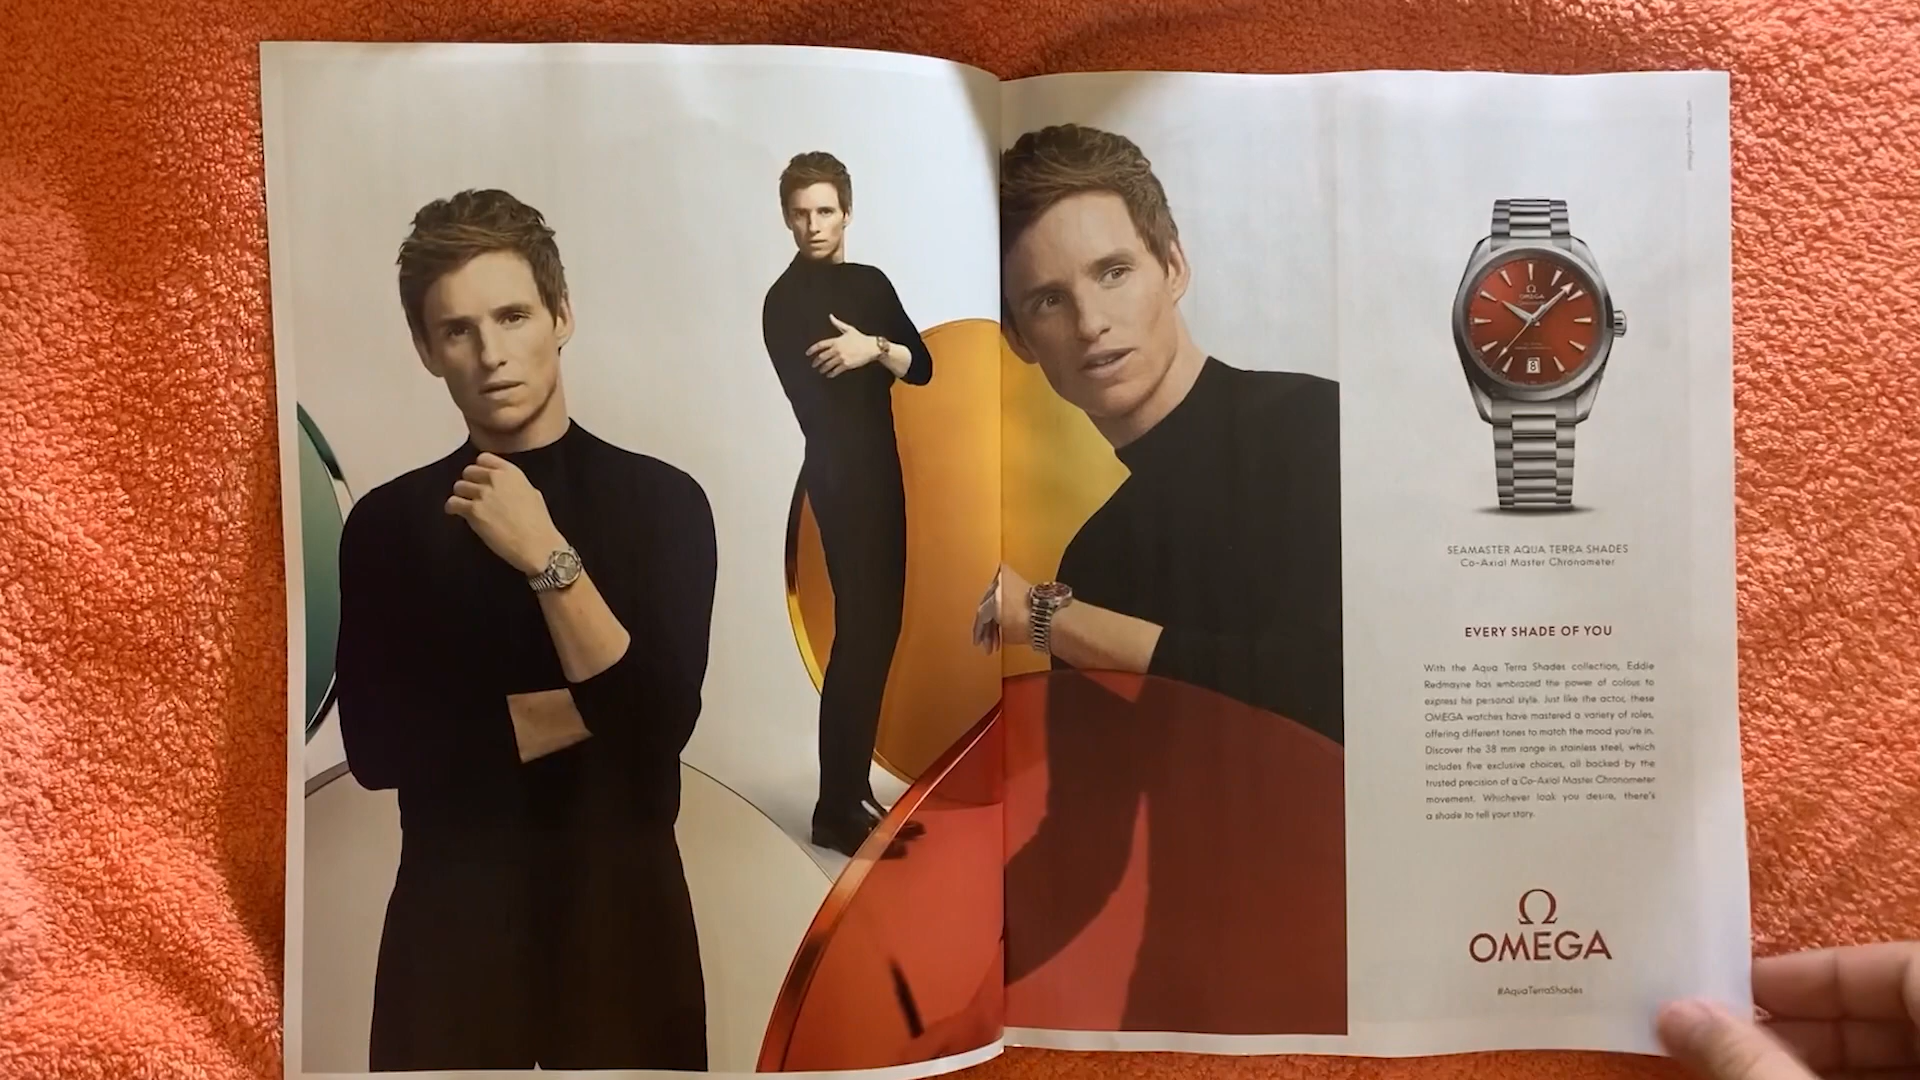 Ω
OMEGA
8
SEAMASTER AQUA TERRA SHADES
Co-Axial Master Chronometer
EVERY SHADE OF YOU
With the Aqua Terra Shades collection, Eddie
Redmayne has embraced the power of colour to
express his personal style. Just like the actor, these
OMEGA watches have mastered a variety of roles,
offering different tones to match the mood you're in.
Discover the 38 mm range in stainless steel, which
includes five exclusive choices, all backed by the
trusted precision of a Co-Axial Master Chronometer
movement. Whichever look you desire, there's
a shade to tell your story.
Ω
OMEGA
#AquaTerraShades